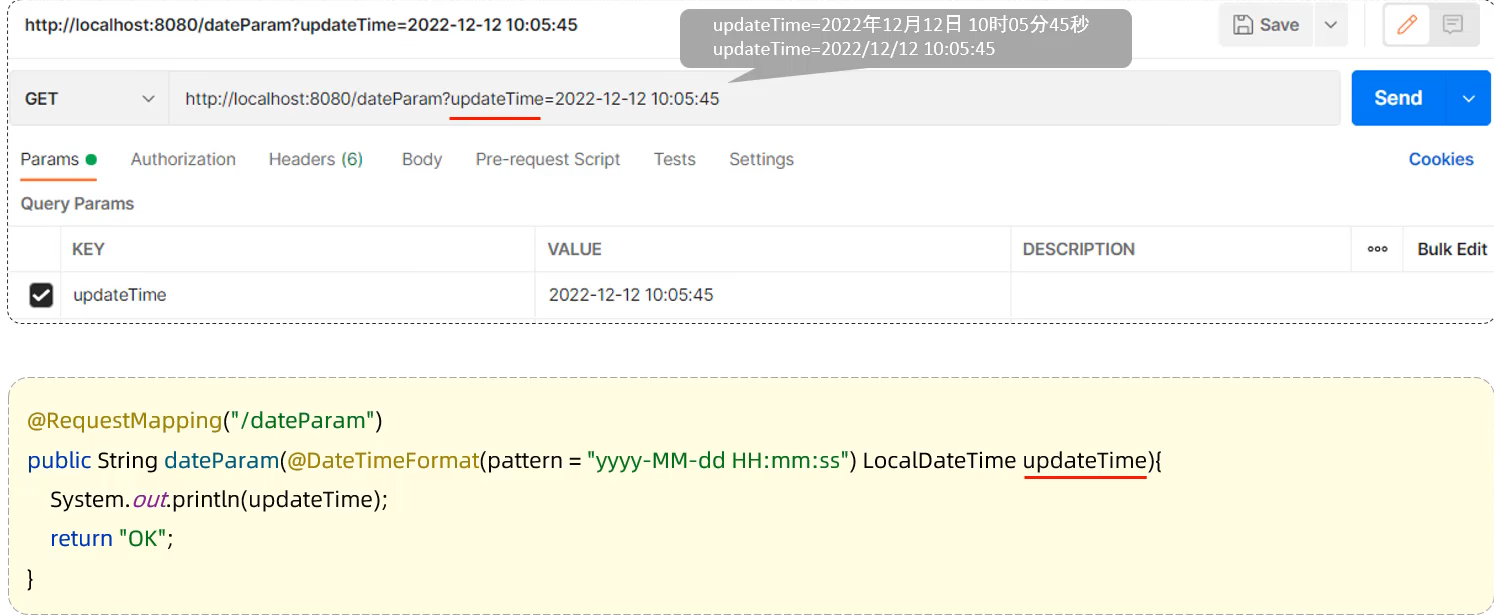 http://localhost:8080/dateParam?updateTime=2022-12-12 10:05:45
updateTime=2022年12月12日 10时05分45秒
updateTime=2022/12/12 10:05:45
Save
GET
http://localhost:8080/dateParam?updateTime=2022-12-12 10:05:45
Send
Params Authorization Headers (6) Body Pre-request Script Tests Settings Cookies
Query Params
KEY VALUE DESCRIPTION ooo Bulk Edit
updateTime 2022-12-12 10:05:45
@RequestMapping("/dateParam")
public String dateParam(@DateTimeFormat(pattern = "yyyy-MM-dd HH:mm:ss") LocalDateTime updateTime){
System.out.println(updateTime);
return "OK";
}